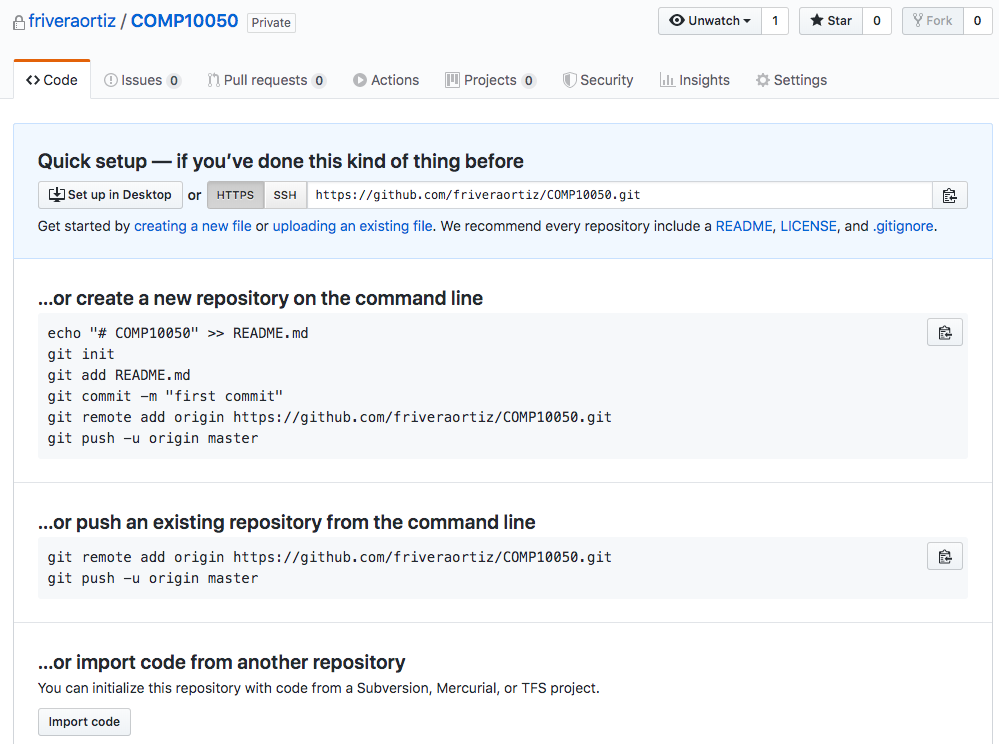 friveraortiz / COMP10050 Private Unwatch 1 Star 0 Fork 0
Code Issues 0 Pull requests 0 Actions Projects 0 Security Insights Settings
Quick setup — if you’ve done this kind of thing before
Set up in Desktop or HTTPS SSH https://github.com/friveraortiz/COMP10050.git
Get started by creating a new file or uploading an existing file. We recommend every repository include a README, LICENSE, and .gitignore.
…or create a new repository on the command line
echo "# COMP10050" >> README.md
git init
git add README.md
git commit -m "first commit"
git remote add origin https://github.com/friveraortiz/COMP10050.git
git push -u origin master
…or push an existing repository from the command line
git remote add origin https://github.com/friveraortiz/COMP10050.git
git push -u origin master
…or import code from another repository
You can initialize this repository with code from a Subversion, Mercurial, or TFS project.
Import code